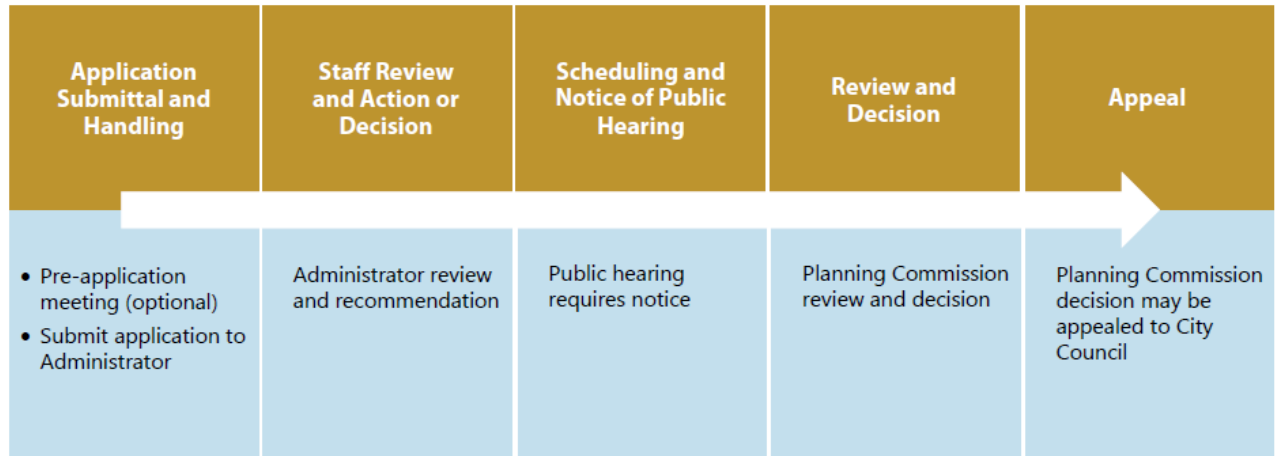 Application
Submittal and
Handling
Staff Review
and Action or
Decision
Scheduling and
Notice of Public
Hearing
Review and
Decision
Appeal
• Pre-application
meeting (optional)
• Submit application to
Administrator
Administrator review
and recommendation
Public hearing
requires notice
Planning Commission
review and decision
Planning Commission
decision may be
appealed to City
Council